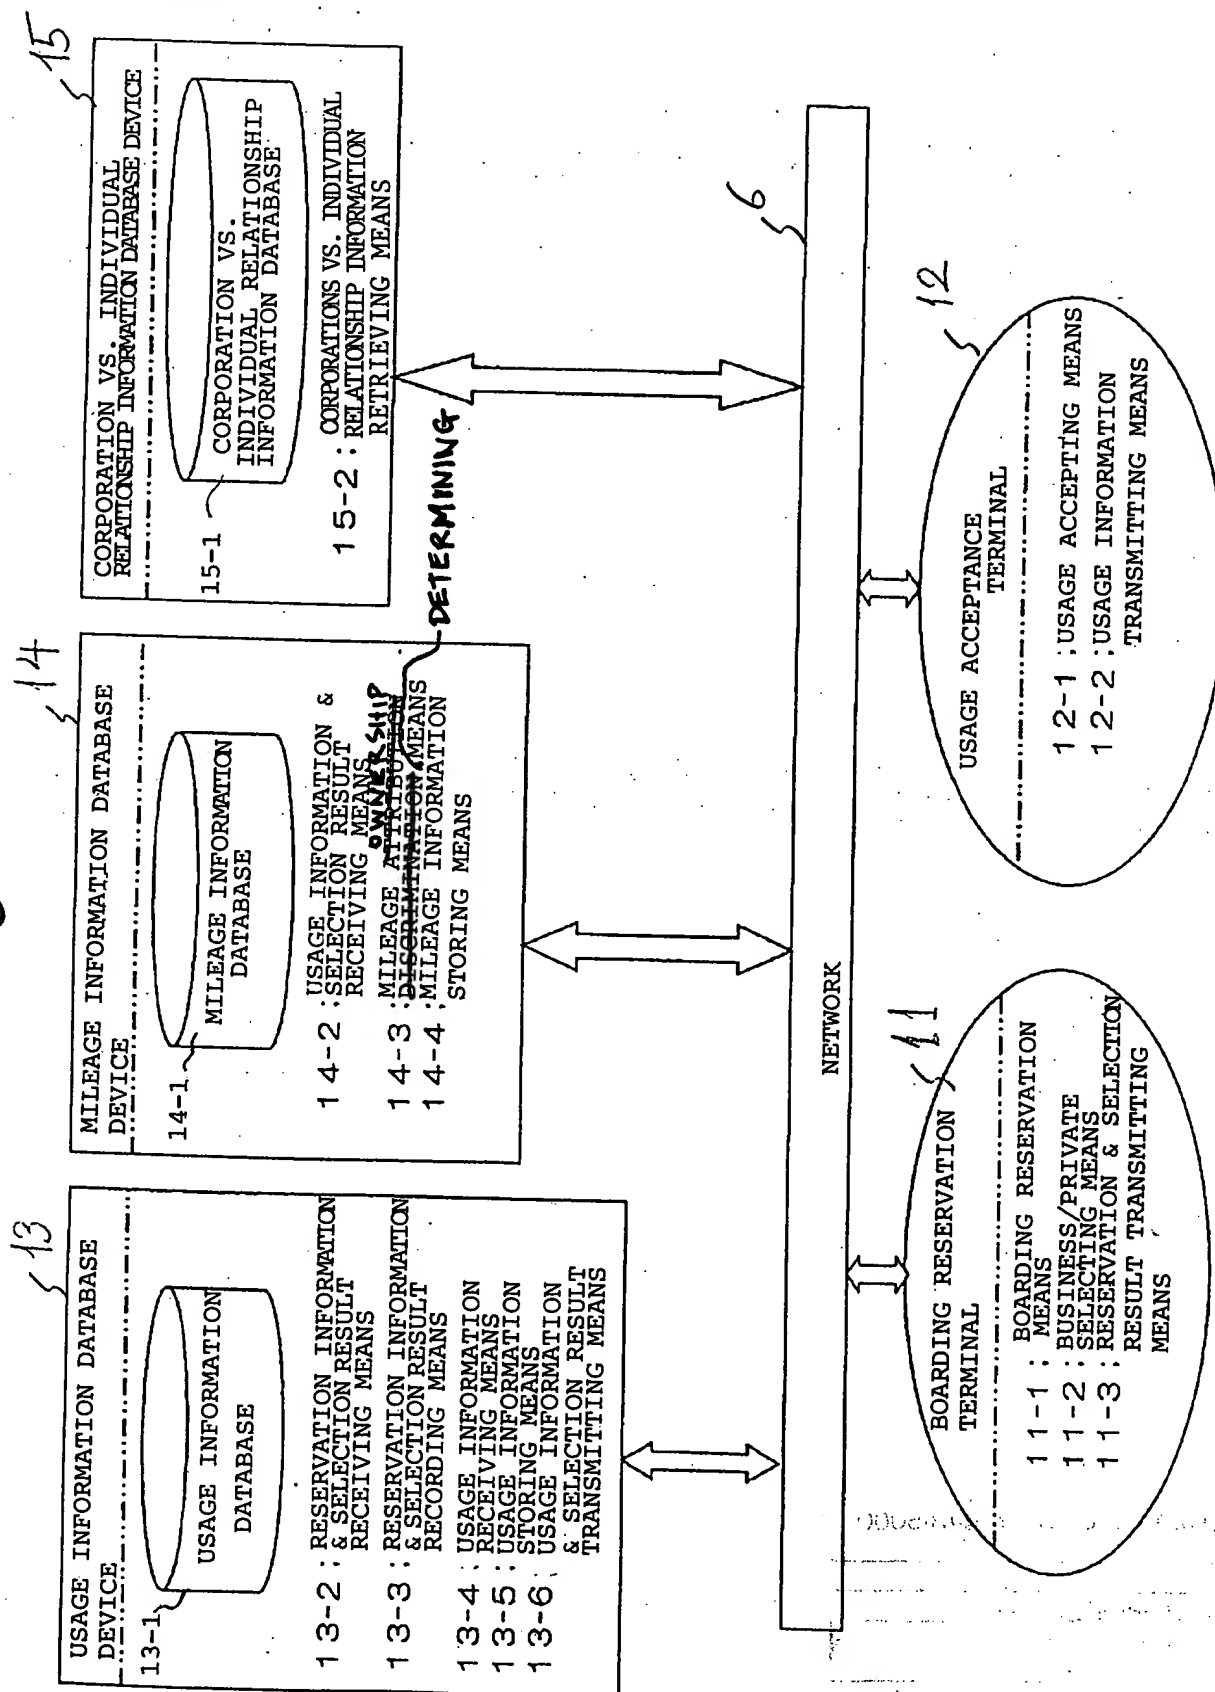 13
USAGE INFORMATION DATABASE
DEVICE
13-1
USAGE INFORMATION
DATABASE
13-2 ; RESERVATION INFORMATION
& SELECTION RESULT
RECEIVING MEANS
13-3 ; RESERVATION INFORMATION
& SELECTION RESULT
RECORDING MEANS
13-4 ; USAGE INFORMATION
RECEIVING MEANS
13-5 ; USAGE INFORMATION
STORING MEANS
13-6 ; USAGE INFORMATION
& SELECTION RESULT
TRANSMITTING MEANS
14
MILEAGE INFORMATION DATABASE
DEVICE
14-1
MILEAGE INFORMATION
DATABASE
14-2 ; USAGE INFORMATION &
SELECTION RESULT
RECEIVING MEANS
OWNERSHIP
14-3 ; MILEAGE ATTRIBUTION
DISCRIMINATION MEANS
DETERMINING
14-4 ; MILEAGE INFORMATION
STORING MEANS
15
CORPORATION VS. INDIVIDUAL
RELATIONSHIP INFORMATION DATABASE DEVICE
15-1
CORPORATION VS.
INDIVIDUAL RELATIONSHIP
INFORMATION DATABASE
15-2 ; CORPORATIONS VS. INDIVIDUAL
RELATIONSHIP INFORMATION
RETRIEVING MEANS
NETWORK
6
11
BOARDING RESERVATION
TERMINAL
11-1 ; BOARDING RESERVATION
MEANS
11-2 ; BUSINESS/PRIVATE
SELECTING MEANS
11-3 ; RESERVATION & SELECTION
RESULT TRANSMITTING
MEANS
12
USAGE ACCEPTANCE
TERMINAL
12-1 ; USAGE ACCEPTING MEANS
12-2 ; USAGE INFORMATION
TRANSMITTING MEANS